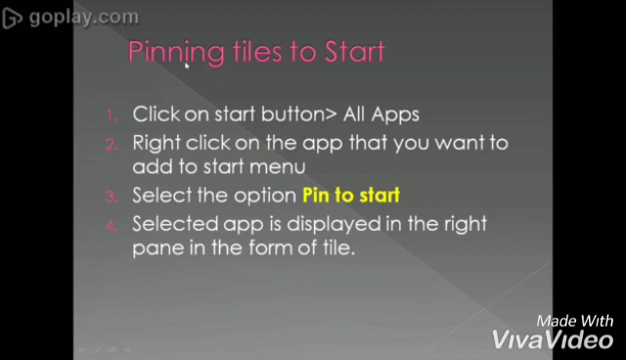 goplay.com
Pinning tiles to Start
1. Click on start button> All Apps
2. Right click on the app that you want to
add to start menu
3. Select the option Pin to start
4. Selected app is displayed in the right
pane in the form of tile.
Made With
VivaVideo